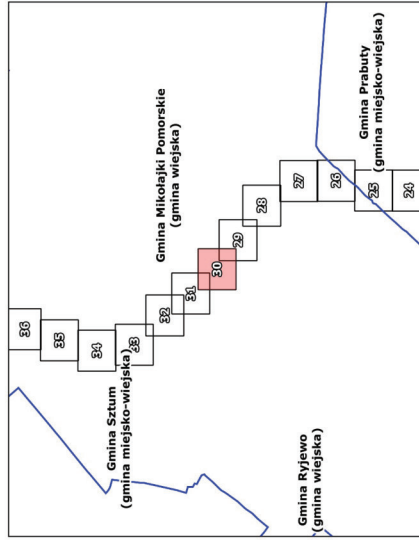 36
35
34
Gmina Sztum
(gmina miejsko-wiejska)
33
Gmina Mikołajki Pomorskie
(gmina wiejska)
32
31
30
29
28
27
Gmina Ryjewo
(gmina wiejska)
26
Gmina Prabuty
(gmina miejsko-wiejska)
25
24